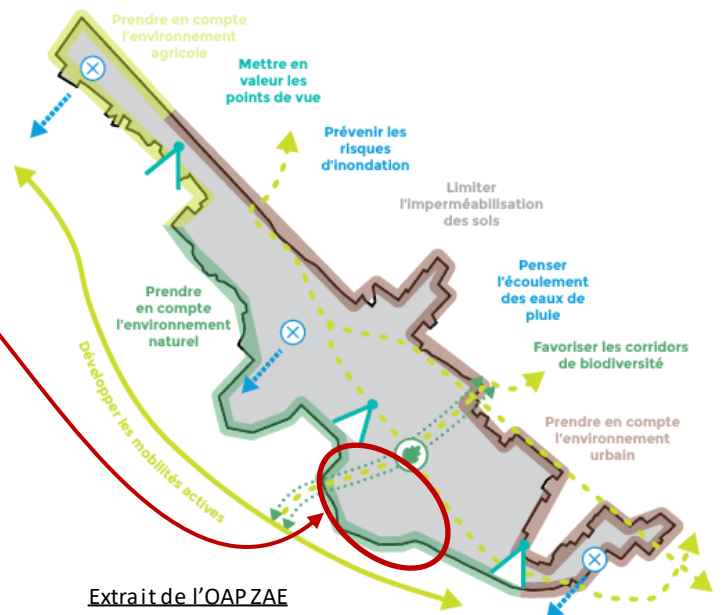 Prendre en compte
l'environnement
agricole
Mettre en
valeur les
points de vue
Prévenir les
risques
d'inondation
Limiter
l'imperméabilisation
des sols
Penser
l'écoulement
des eaux de
pluie
Prendre
en compte
l'environnement
naturel
Favoriser les corridors
de biodiversité
Développer les mobilités actives
Prendre en compte
l'environnement
urbain
Extrait de l'OAP ZAE